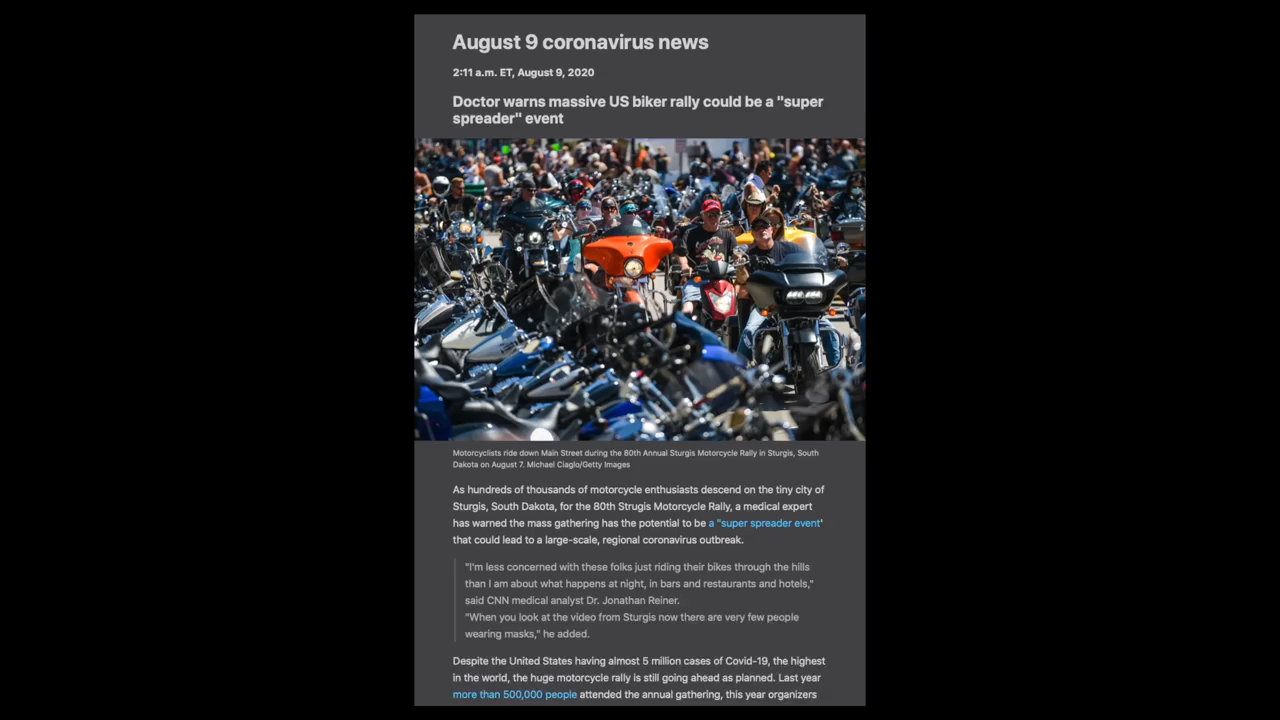 August 9 coronavirus news
2:11 a.m. ET, August 9, 2020
Doctor warns massive US biker rally could be a "super
spreader" event
Motorcyclists ride down Main Street during the 80th Annual Sturgis Motorcycle Rally in Sturgis, South
Dakota on August 7. Michael Ciaglo/Getty Images
As hundreds of thousands of motorcycle enthusiasts descend on the tiny city of
Sturgis, South Dakota, for the 80th Strugis Motorcycle Rally, a medical expert
has warned the mass gathering has the potential to be a "super spreader event'
that could lead to a large-scale, regional coronavirus outbreak.
"I'm less concerned with these folks just riding their bikes through the hills
than I am about what happens at night, in bars and restaurants and hotels,"
said CNN medical analyst Dr. Jonathan Reiner.
"When you look at the video from Sturgis now there are very few people
wearing masks," he added.
Despite the United States having almost 5 million cases of Covid-19, the highest
in the world, the huge motorcycle rally is still going ahead as planned. Last year
more than 500,000 people attended the annual gathering, this year organizers